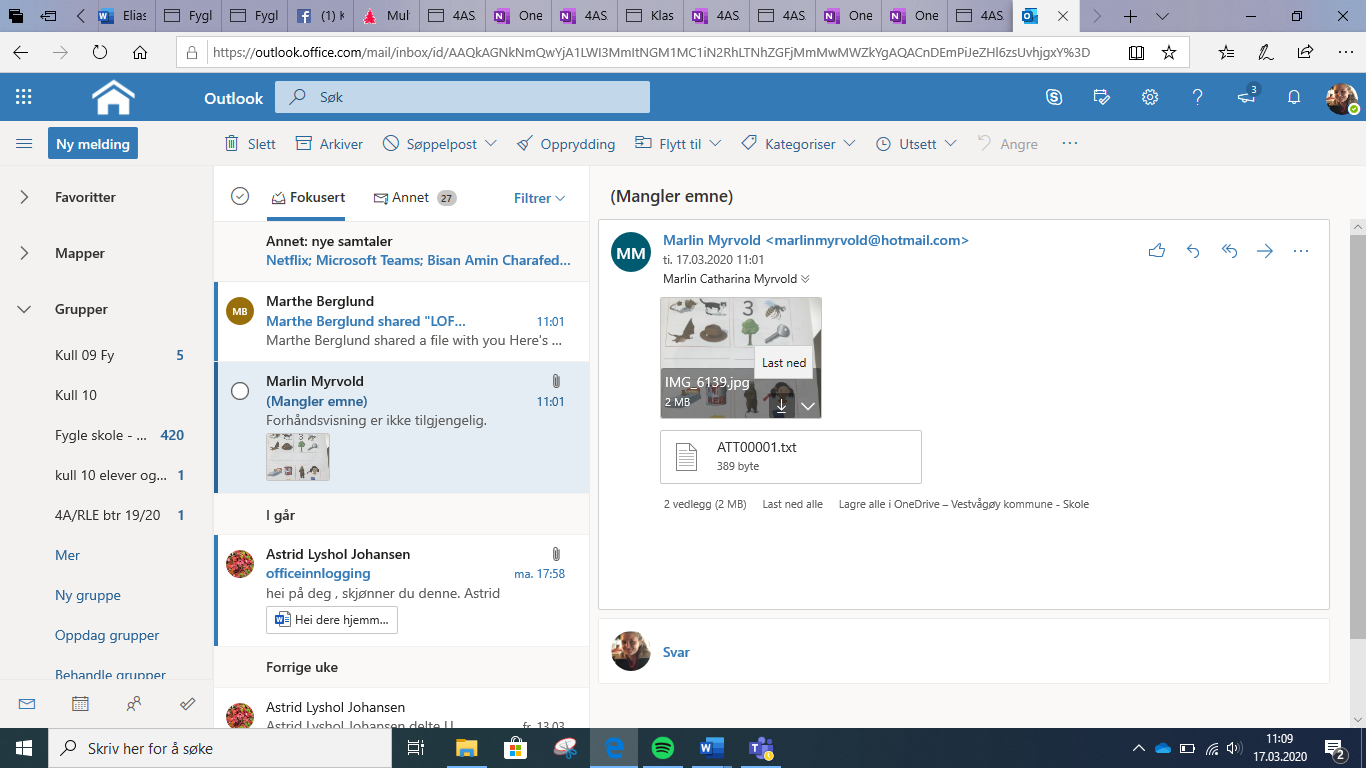 Elias
Fygl
Fygl
(1) K
Mult
4AS
One
4AS
Klas
4AS
4AS
One
One
4AS
https://outlook.office.com/mail/inbox/id/AAQkAGNkNmQwYjA1LWI3MmItNGM1MC1iN2RhLTNhZGFjMmMwMWZkYgAQACnDEmPiJeZHl6zsUvhjgxY%3D
Outlook
Søk
3
Ny melding
Slett
Arkiver
Søppelpost
Opprydding
Flytt til
Kategoriser
Utsett
Angre
Favoritter
Mapper
Grupper
Kull 09 Fy 5
Kull 10
Fygle skole - ... 420
kull 10 elever og... 1
4A/RLE btr 19/20 1
Mer
Ny gruppe
Oppdag grupper
Behandle grupper
Fokusert
Annet 27
Filtrer
Annet: nye samtaler
Netflix; Microsoft Teams; Bisan Amin Charafed...
MB
Marthe Berglund
Marthe Berglund shared "LOF... 11:01
Marthe Berglund shared a file with you Here's ...
Marlin Myrvold
(Mangler emne) 11:01
Forhåndsvisning er ikke tilgjengelig.
I går
Astrid Lyshol Johansen
officeinnlogging ma. 17:58
hei på deg , skjønner du denne. Astrid
Hei dere hjemm...
Forrige uke
Astrid Lyshol Johansen
Astrid Lyshol Johansen delte U fr. 13.03
(Mangler emne)
MM
Marlin Myrvold <marlinmyrvold@hotmail.com>
ti. 17.03.2020 11:01
Marlin Catharina Myrvold
3
Last ned
IMG_6139.jpg
2 MB
ATT00001.txt
389 byte
2 vedlegg (2 MB) Last ned alle Lagre alle i OneDrive – Vestvågøy kommune - Skole
Svar
Skriv her for å søke
11:09
17.03.2020
2